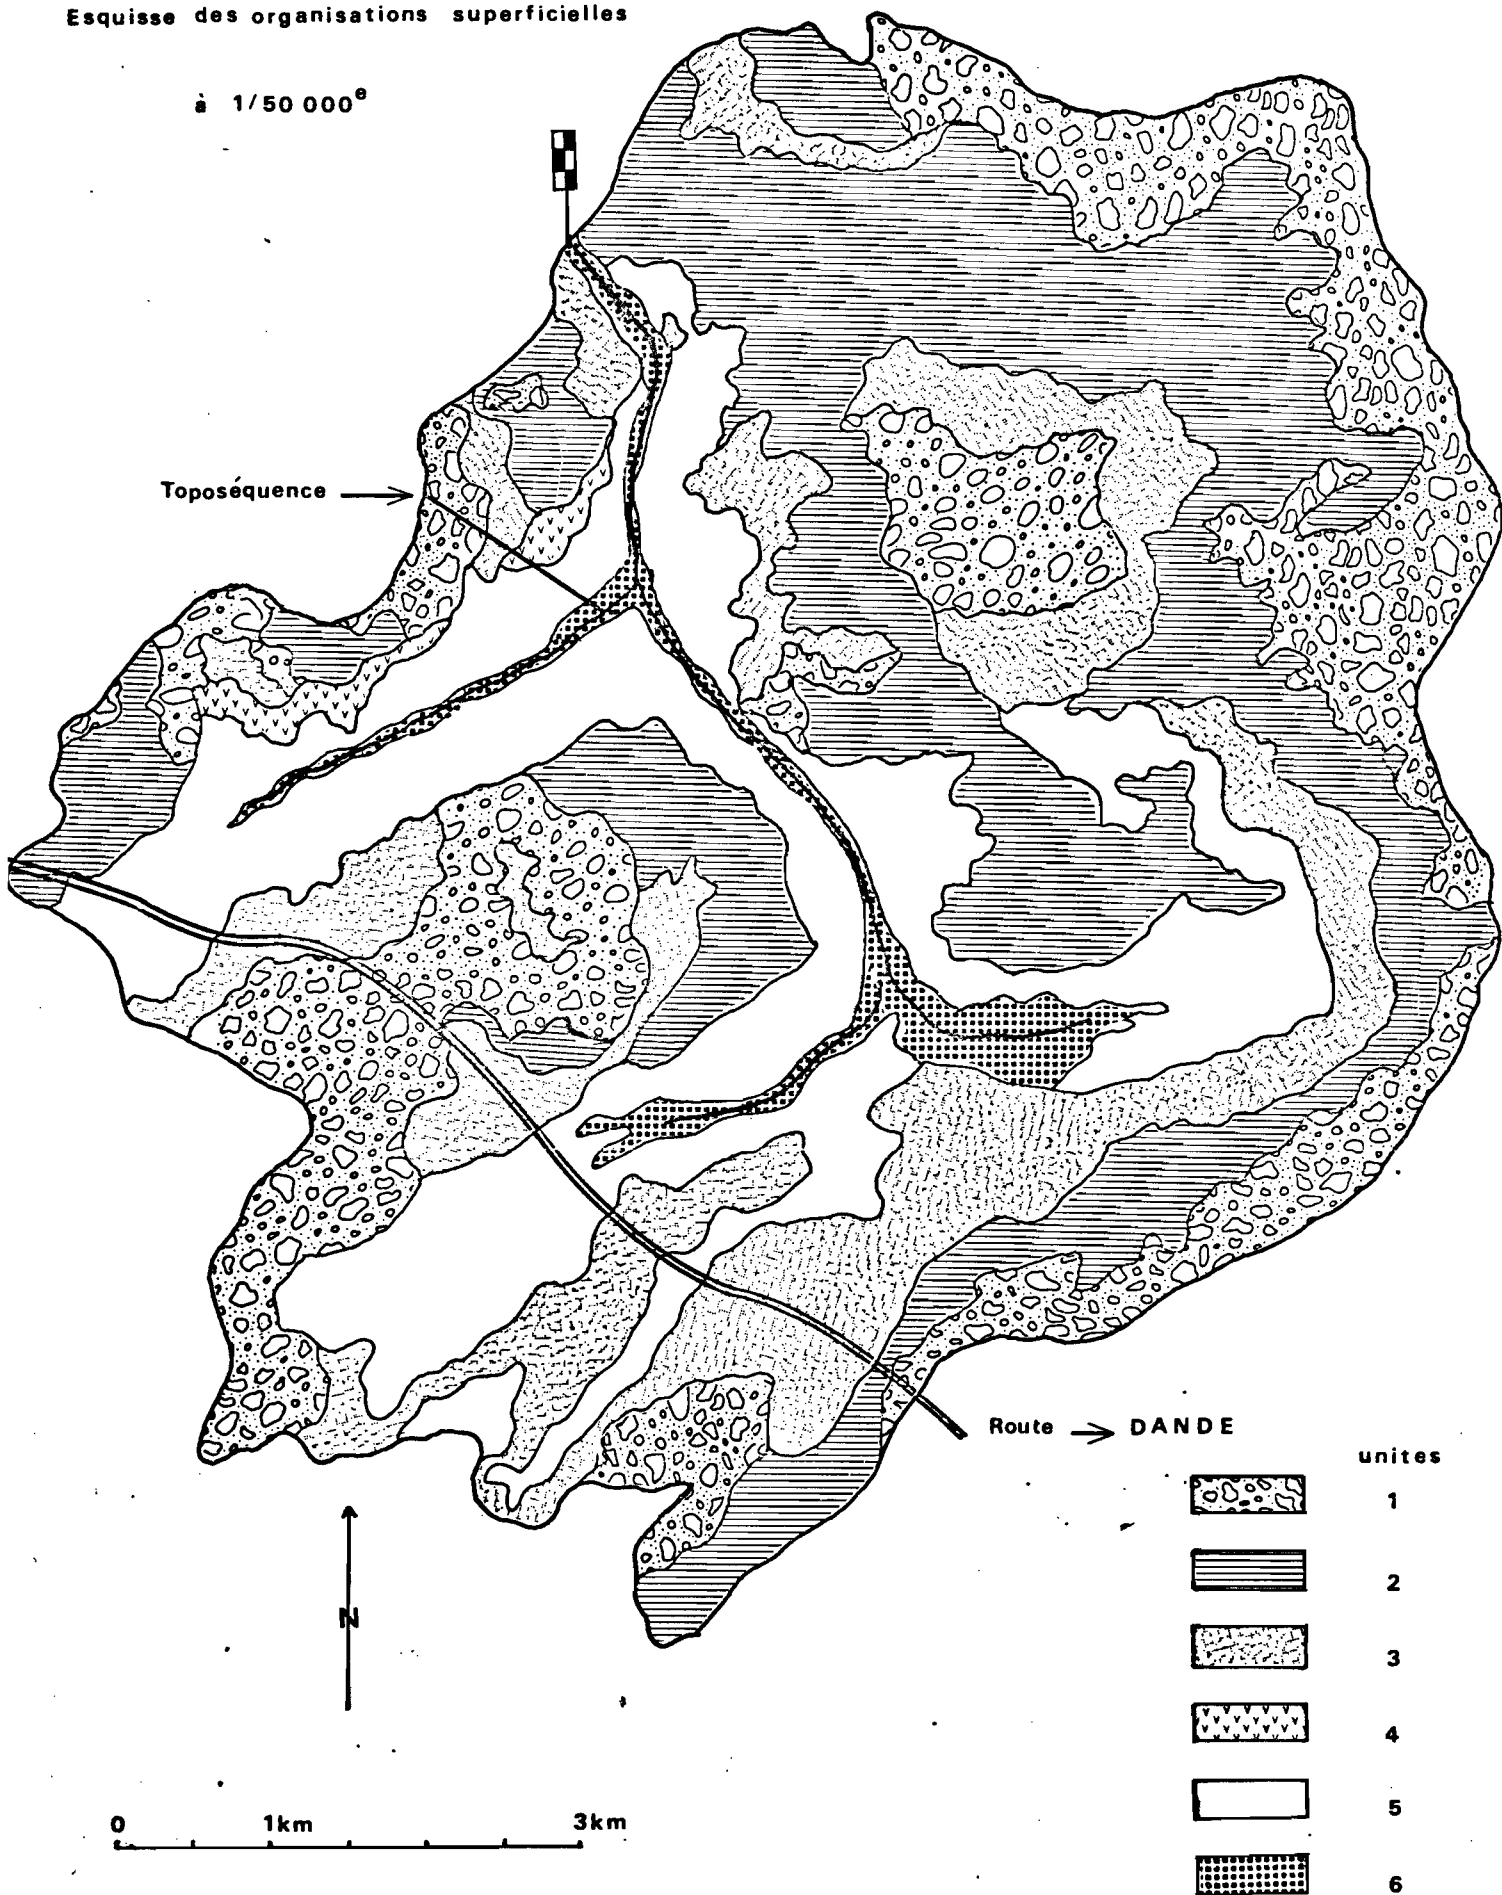 Esquisse des organisations superficielles
à 1/50 000e
Toposéquence
Route → DANDE
unites
1
2
3
4
5
6
N
0 1km 3km